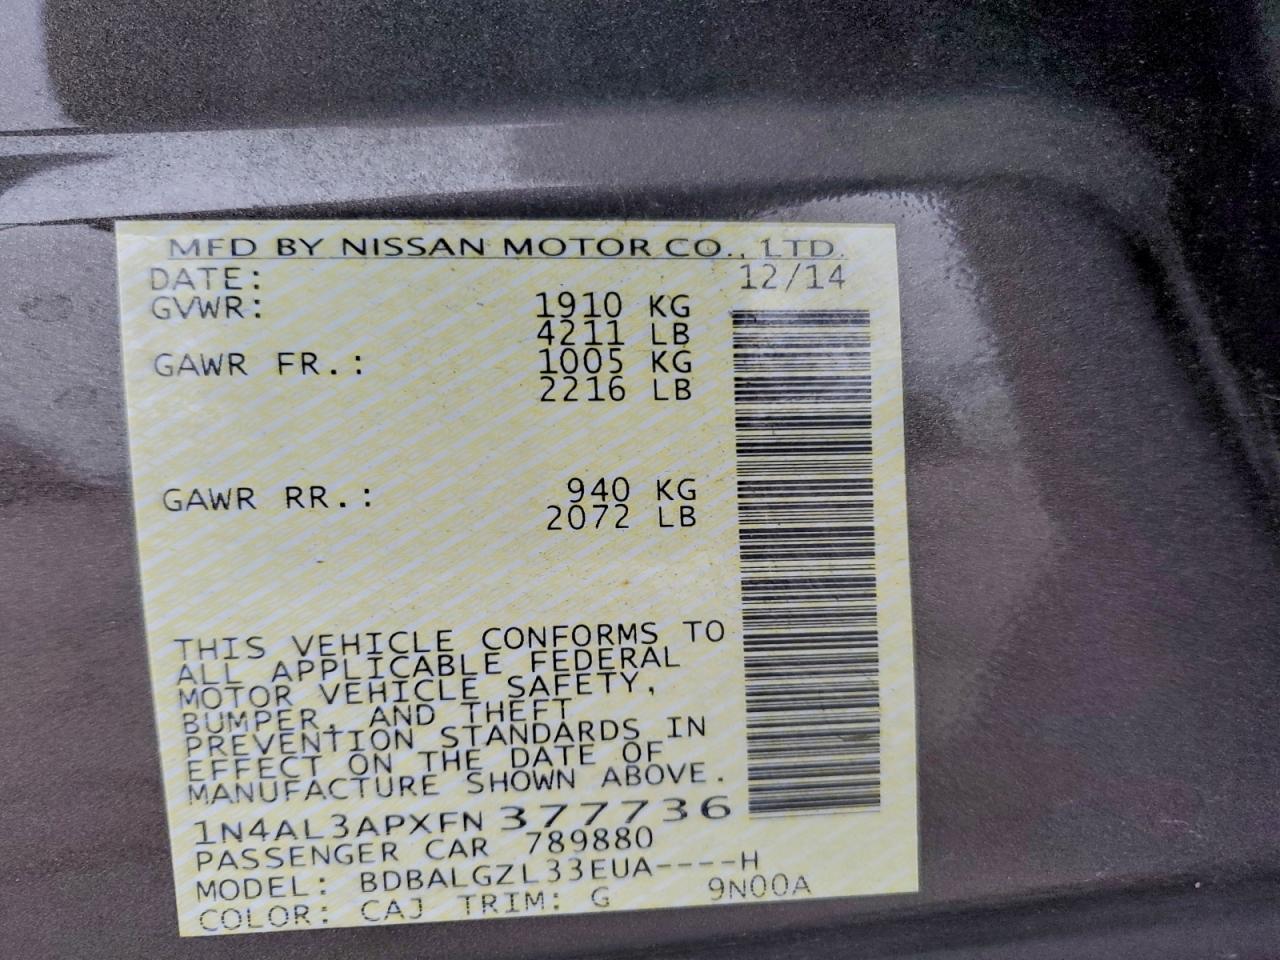 MFD BY NISSAN MOTOR CO., LTD.
DATE: 12/14
GVWR: 1910 KG
4211 LB
GAWR FR.: 1005 KG
2216 LB
GAWR RR.: 940 KG
2072 LB
THIS VEHICLE CONFORMS TO
ALL APPLICABLE FEDERAL
MOTOR VEHICLE SAFETY,
BUMPER, AND THEFT
PREVENTION STANDARDS IN
EFFECT ON THE DATE OF
MANUFACTURE SHOWN ABOVE.
1N4AL3APXFN 377736
PASSENGER CAR 789880
MODEL: BDBALGZL33EUA----H
COLOR: CAJ TRIM: G 9N00A